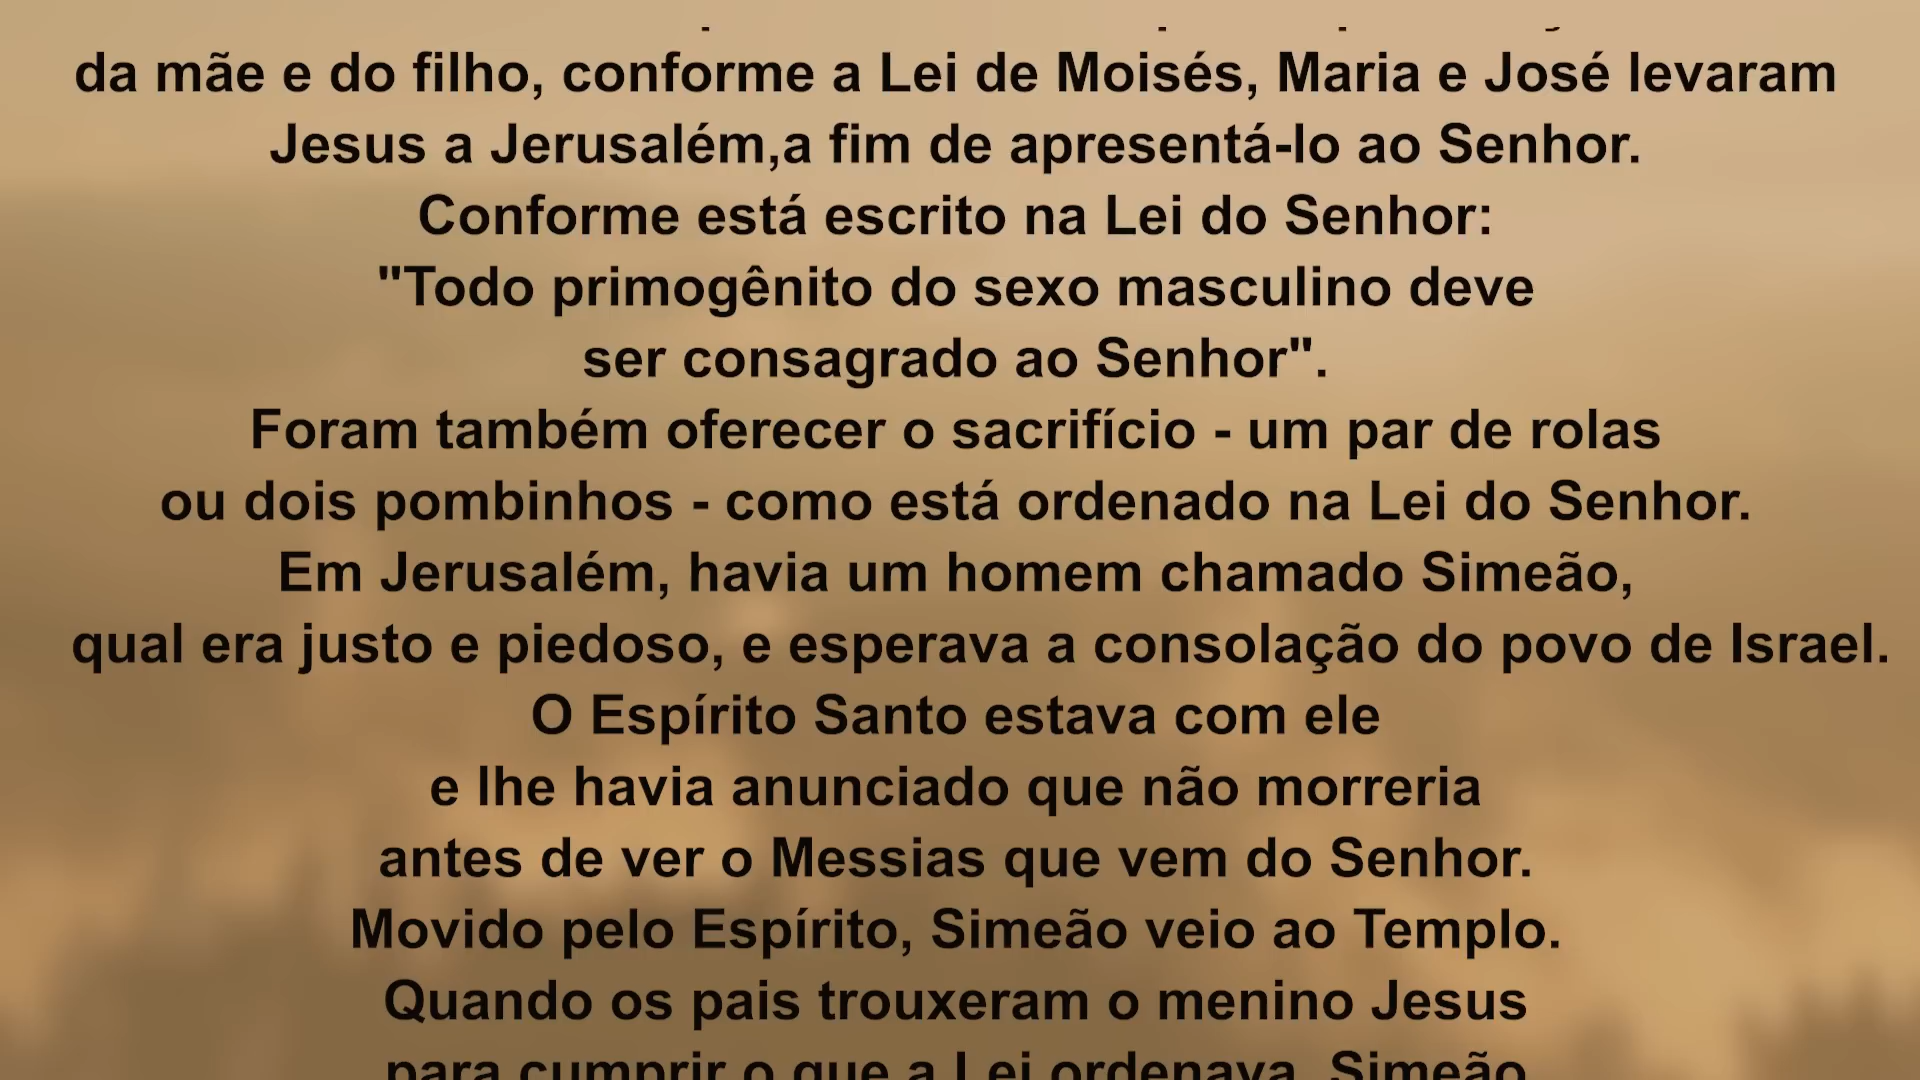 da mãe e do filho, conforme a Lei de Moisés, Maria e José levaram
Jesus a Jerusalém,a fim de apresentá-lo ao Senhor.
Conforme está escrito na Lei do Senhor:
"Todo primogênito do sexo masculino deve
ser consagrado ao Senhor".
Foram também oferecer o sacrifício - um par de rolas
ou dois pombinhos - como está ordenado na Lei do Senhor.
Em Jerusalém, havia um homem chamado Simeão,
qual era justo e piedoso, e esperava a consolação do povo de Israel.
O Espírito Santo estava com ele
e lhe havia anunciado que não morreria
antes de ver o Messias que vem do Senhor.
Movido pelo Espírito, Simeão veio ao Templo.
Quando os pais trouxeram o menino Jesus
para cumprir o que a Lei ordenava, Simeão